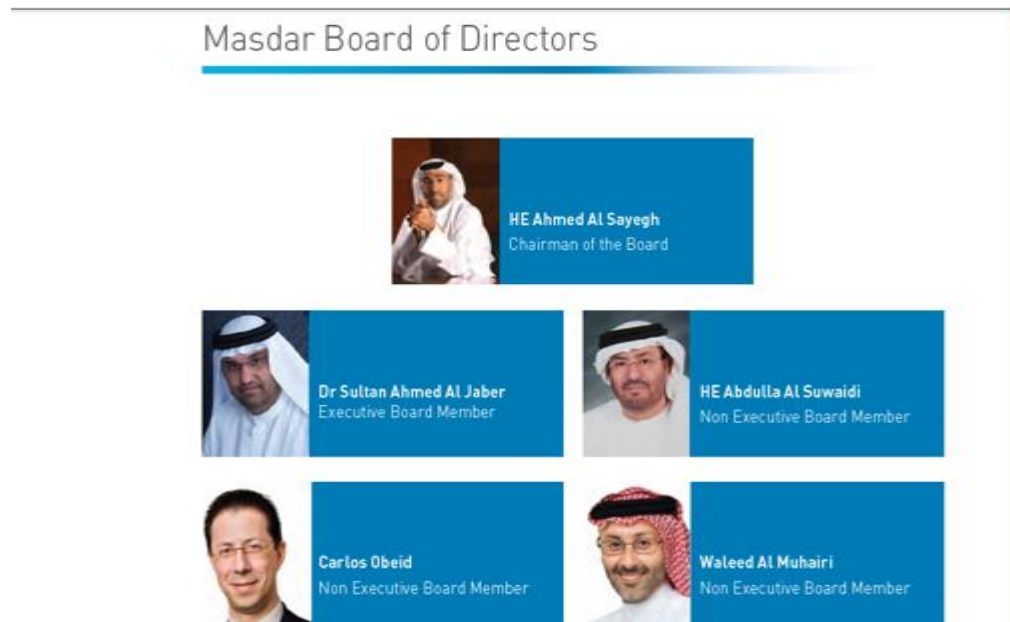 Masdar Board of Directors
HE Ahmed Al Sayegh
Chairman of the Board
Dr Sultan Ahmed Al Jaber
Executive Board Member
HE Abdulla Al Suwaidi
Non Executive Board Member
Carlos Obeid
Non Executive Board Member
Waleed Al Muhairi
Non Executive Board Member